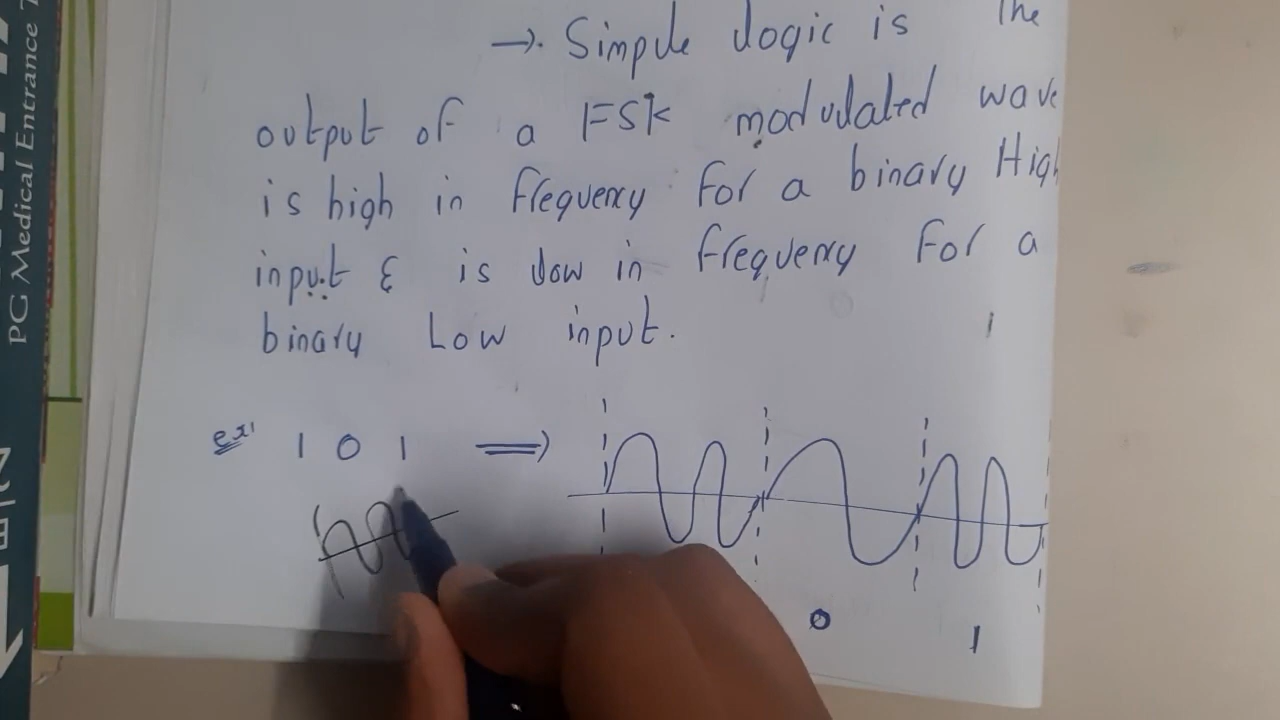 →. Simple logic is the
output of a FSK modulated wave
is high in frequency for a binary High
input & is low in frequency for a
binary Low input.
ex: 1 0 1 ⟹
0
1
PG Medical Entrance